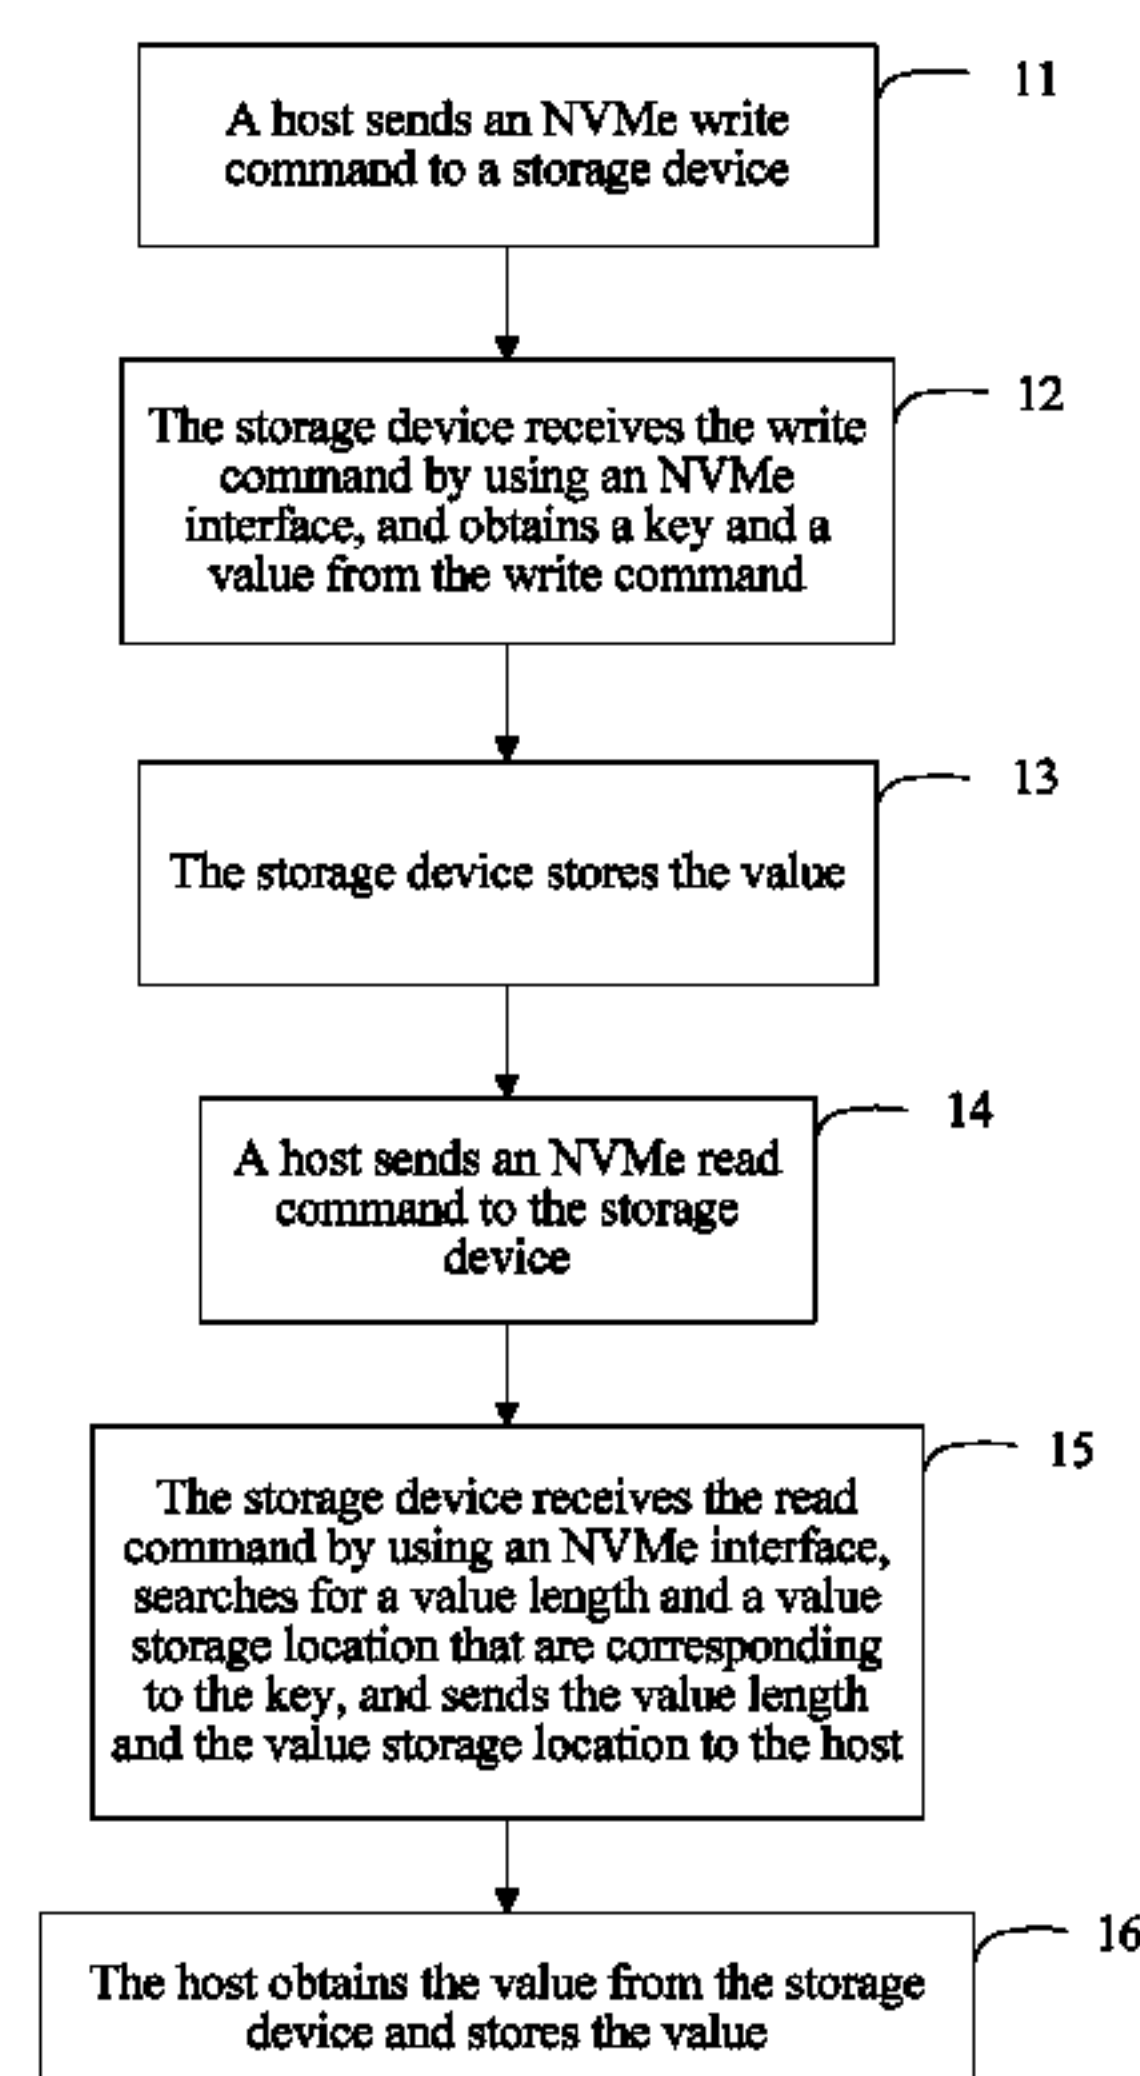 11
A host sends an NVMe write
command to a storage device
12
The storage device receives the write
command by using an NVMe
interface, and obtains a key and a
value from the write command
13
The storage device stores the value
14
A host sends an NVMe read
command to the storage
device
15
The storage device receives the read
command by using an NVMe interface,
searches for a value length and a value
storage location that are corresponding
to the key, and sends the value length
and the value storage location to the host
16
The host obtains the value from the storage
device and stores the value